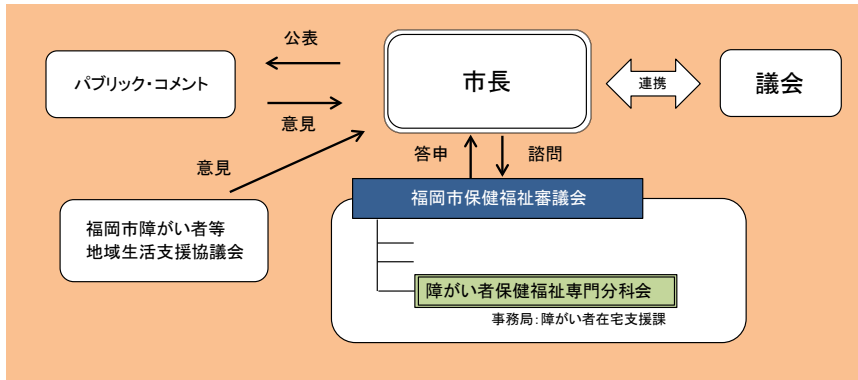 公表
パブリック・コメント
市長
連携
議会
意見
意見
答申
諮問
福岡市保健福祉審議会
福岡市障がい者等
地域生活支援協議会
障がい者保健福祉専門分科会
事務局:障がい者在宅支援課